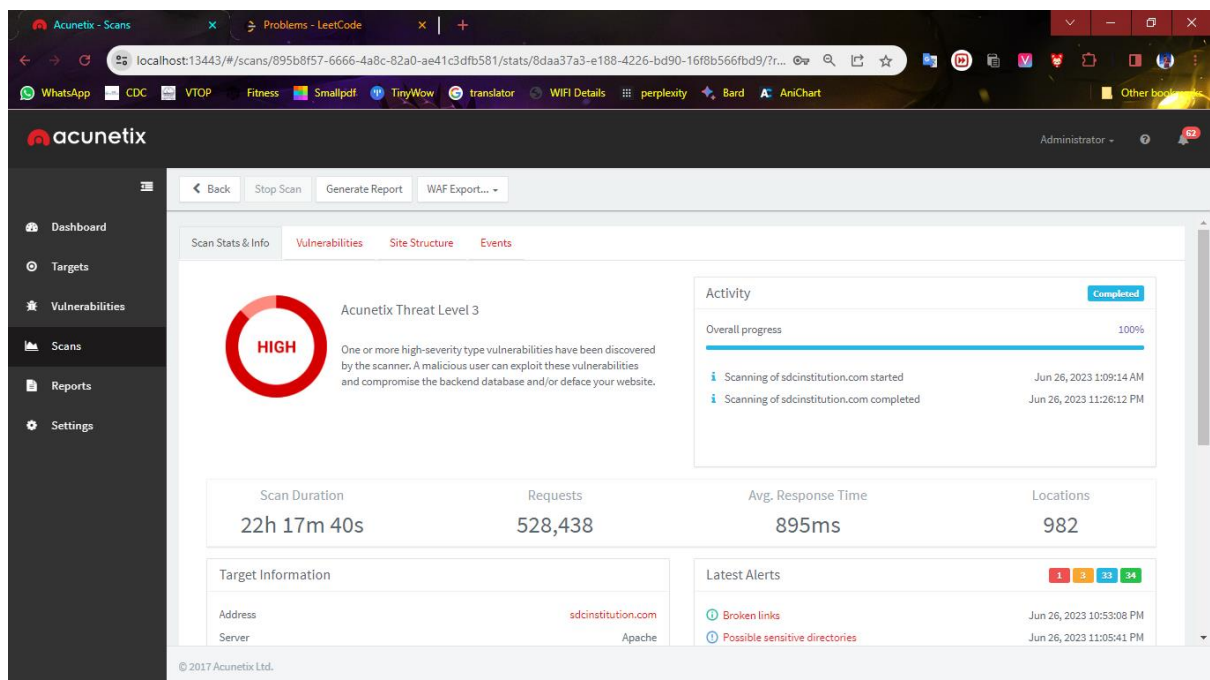 Acunetix - Scans
Problems - LeetCode
localhost:13443/#/scans/895b8f57-6666-4a8c-82a0-ae41c3dfb581/stats/8daa37a3-e188-4226-bd90-16f8b566fbd9/?r...
WhatsApp CDC VTOP Fitness Smallpdf TinyWow translator WIFI Details perplexity Bard AniChart Other bookmarks
acunetix
Administrator
62
Back Stop Scan Generate Report WAF Export...
Dashboard
Targets
Vulnerabilities
Scans
Reports
Settings
Scan Stats & Info Vulnerabilities Site Structure Events
HIGH
Acunetix Threat Level 3
One or more high-severity type vulnerabilities have been discovered
by the scanner. A malicious user can exploit these vulnerabilities
and compromise the backend database and/or deface your website.
Activity Completed
Overall progress 100%
Scanning of sdcinstitution.com started Jun 26, 2023 1:09:14 AM
Scanning of sdcinstitution.com completed Jun 26, 2023 11:26:12 PM
Scan Duration Requests Avg. Response Time Locations
22h 17m 40s 528,438 895ms 982
Target Information
Address sdcinstitution.com
Server Apache
Latest Alerts 1 3 33 34
Broken links Jun 26, 2023 10:53:08 PM
Possible sensitive directories Jun 26, 2023 11:05:41 PM
© 2017 Acunetix Ltd.